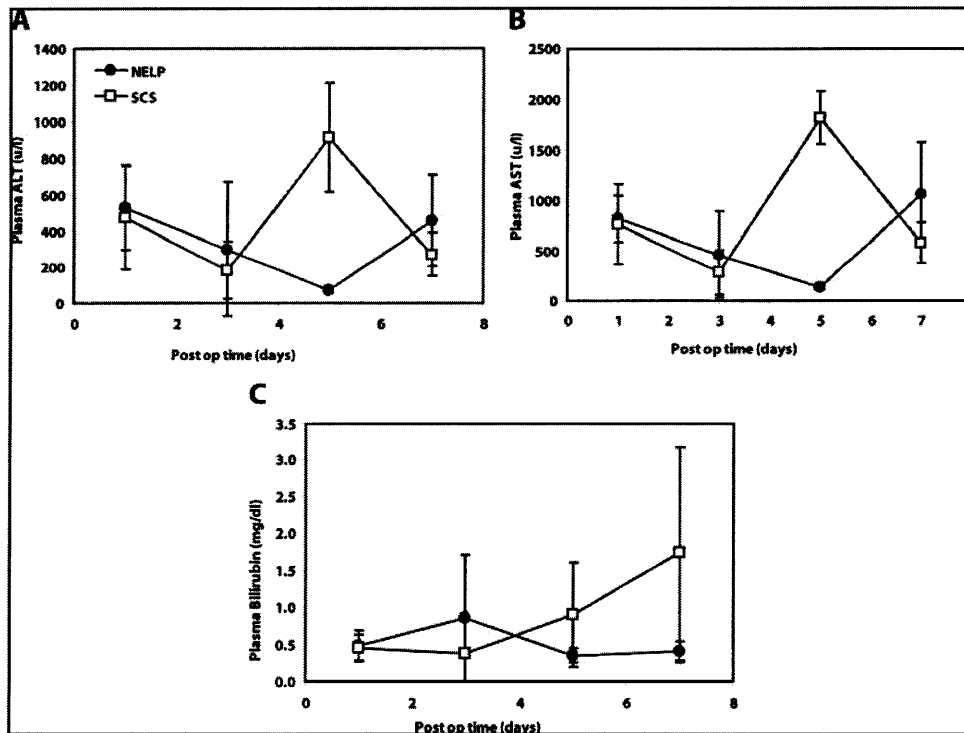 A
Plasma ALT (u/l)
1400
1200
1000
800
600
400
200
0
NELP
SCS
0 2 4 6 8
Post op time (days)
B
Plasma AST (u/l)
2500
2000
1500
1000
500
0
0 1 2 3 4 5 6 7
Post op time (days)
C
Plasma Bilirubin (mg/dl)
3.5
3.0
2.5
2.0
1.5
1.0
0.5
0.0
0 2 4 6 8
Post op time (days)